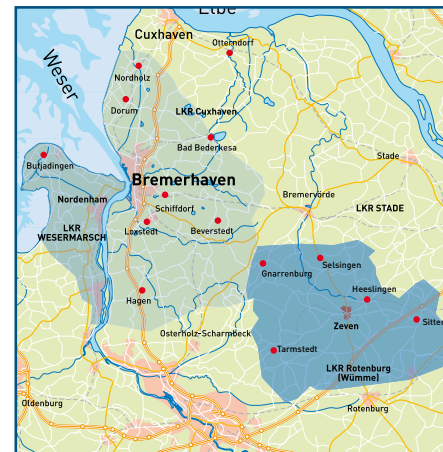 Elbe
Cuxhaven
Otterndorf
Weser
Nordholz
Dorum
LKR Cuxhaven
Bad Bederkesa
Stade
Butjadingen
Bremerhaven
Bremervörde
Nordenham
Schiffdorf
LKR STADE
LKR
WESERMARSCH
Loxstedt
Beverstedt
Selsingen
Gnarrenburg
Heeslingen
Hagen
Zeven
Sitten
Osterholz-Scharmbeck
Tarmstedt
LKR Rotenburg
(Wümme)
Oldenburg
Rotenburg